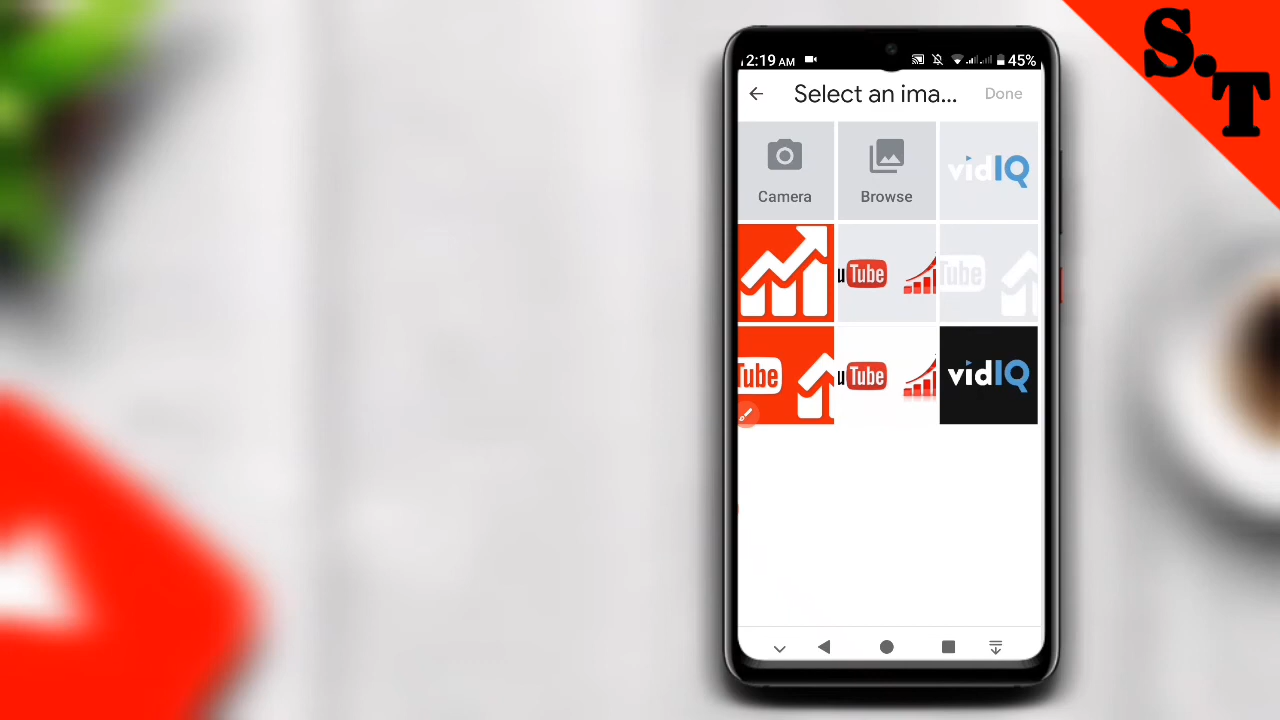 S.T
2:19 AM
45%
Select an ima...
Done
Camera
Browse
vidIQ
u Tube
Tube
Tube
u Tube
vidIQ